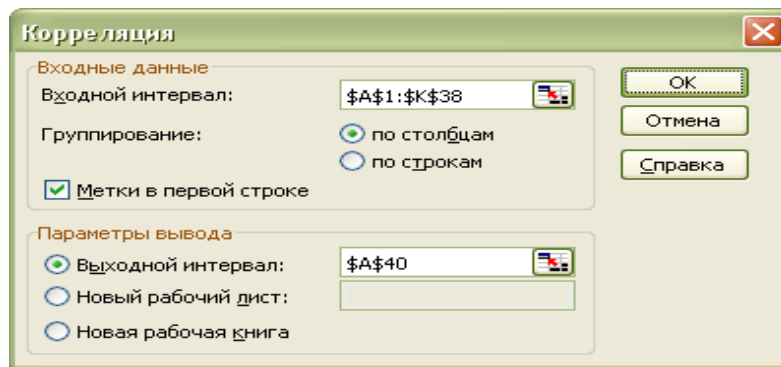 Корреляция
Входные данные
Входной интервал: $A$1:$K$38
Группирование: по столбцам
по строкам
Метки в первой строке
Параметры вывода
Выходной интервал: $A$40
Новый рабочий лист:
Новая рабочая книга
ОК
Отмена
Справка